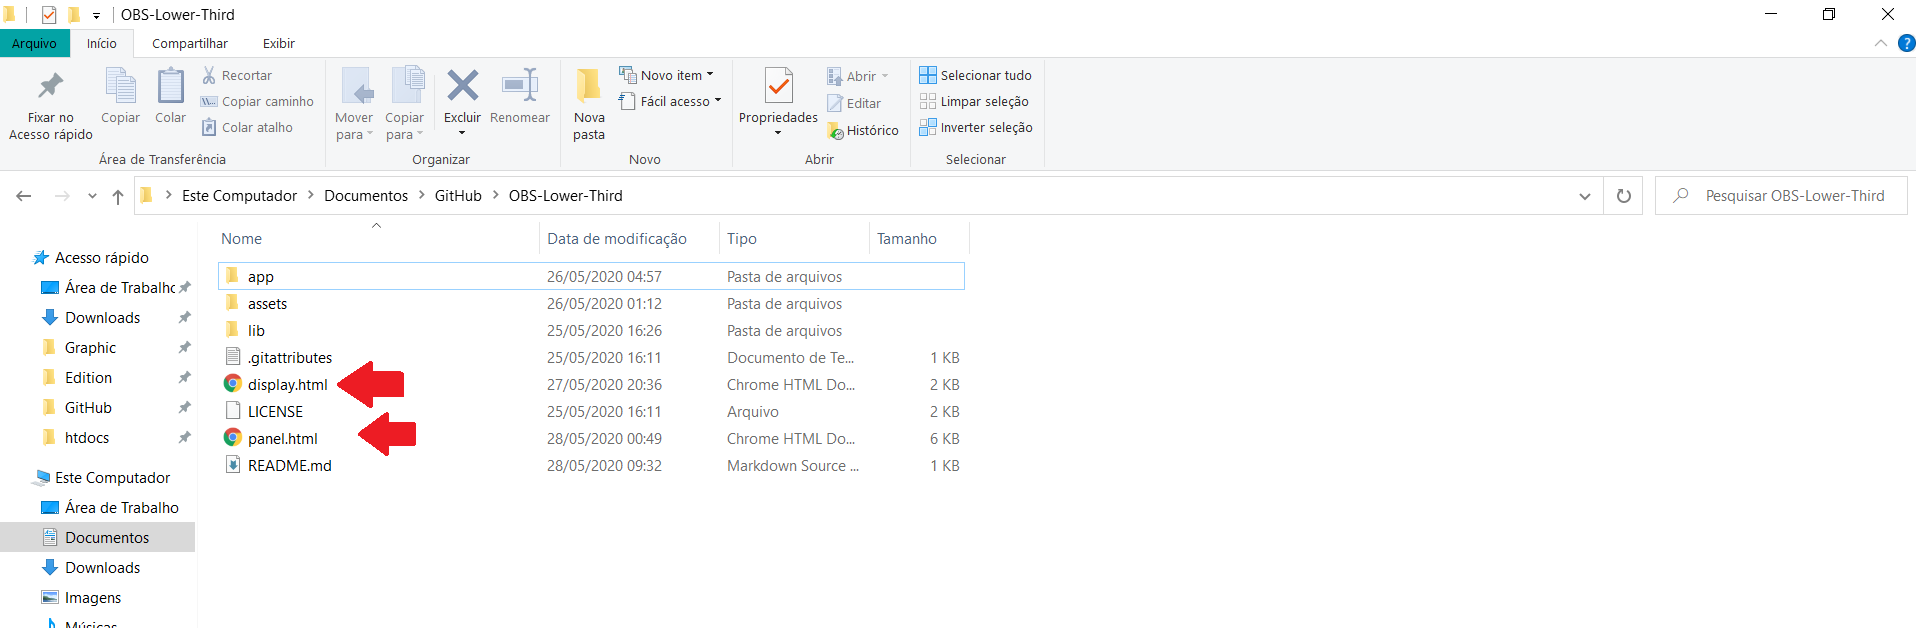 OBS-Lower-Third
Arquivo
Início
Compartilhar
Exibir
Fixar no
Acesso rápido
Copiar
Colar
Recortar
Copiar caminho
Colar atalho
Área de Transferência
Mover
para
Copiar
para
Excluir
Renomear
Organizar
Nova
pasta
Novo item
Fácil acesso
Novo
Propriedades
Abrir
Editar
Histórico
Abrir
Selecionar tudo
Limpar seleção
Inverter seleção
Selecionar
Este Computador > Documentos > GitHub > OBS-Lower-Third
Pesquisar OBS-Lower-Third
Acesso rápido
Área de Trabalho
Downloads
Graphic
Edition
GitHub
htdocs
Este Computador
Área de Trabalho
Documentos
Downloads
Imagens
Músicas
Nome Data de modificação Tipo Tamanho
app 26/05/2020 04:57 Pasta de arquivos
assets 26/05/2020 01:12 Pasta de arquivos
lib 25/05/2020 16:26 Pasta de arquivos
.gitattributes 25/05/2020 16:11 Documento de Te... 1 KB
display.html 27/05/2020 20:36 Chrome HTML Do... 2 KB
LICENSE 25/05/2020 16:11 Arquivo 2 KB
panel.html 28/05/2020 00:49 Chrome HTML Do... 6 KB
README.md 28/05/2020 09:32 Markdown Source ... 1 KB